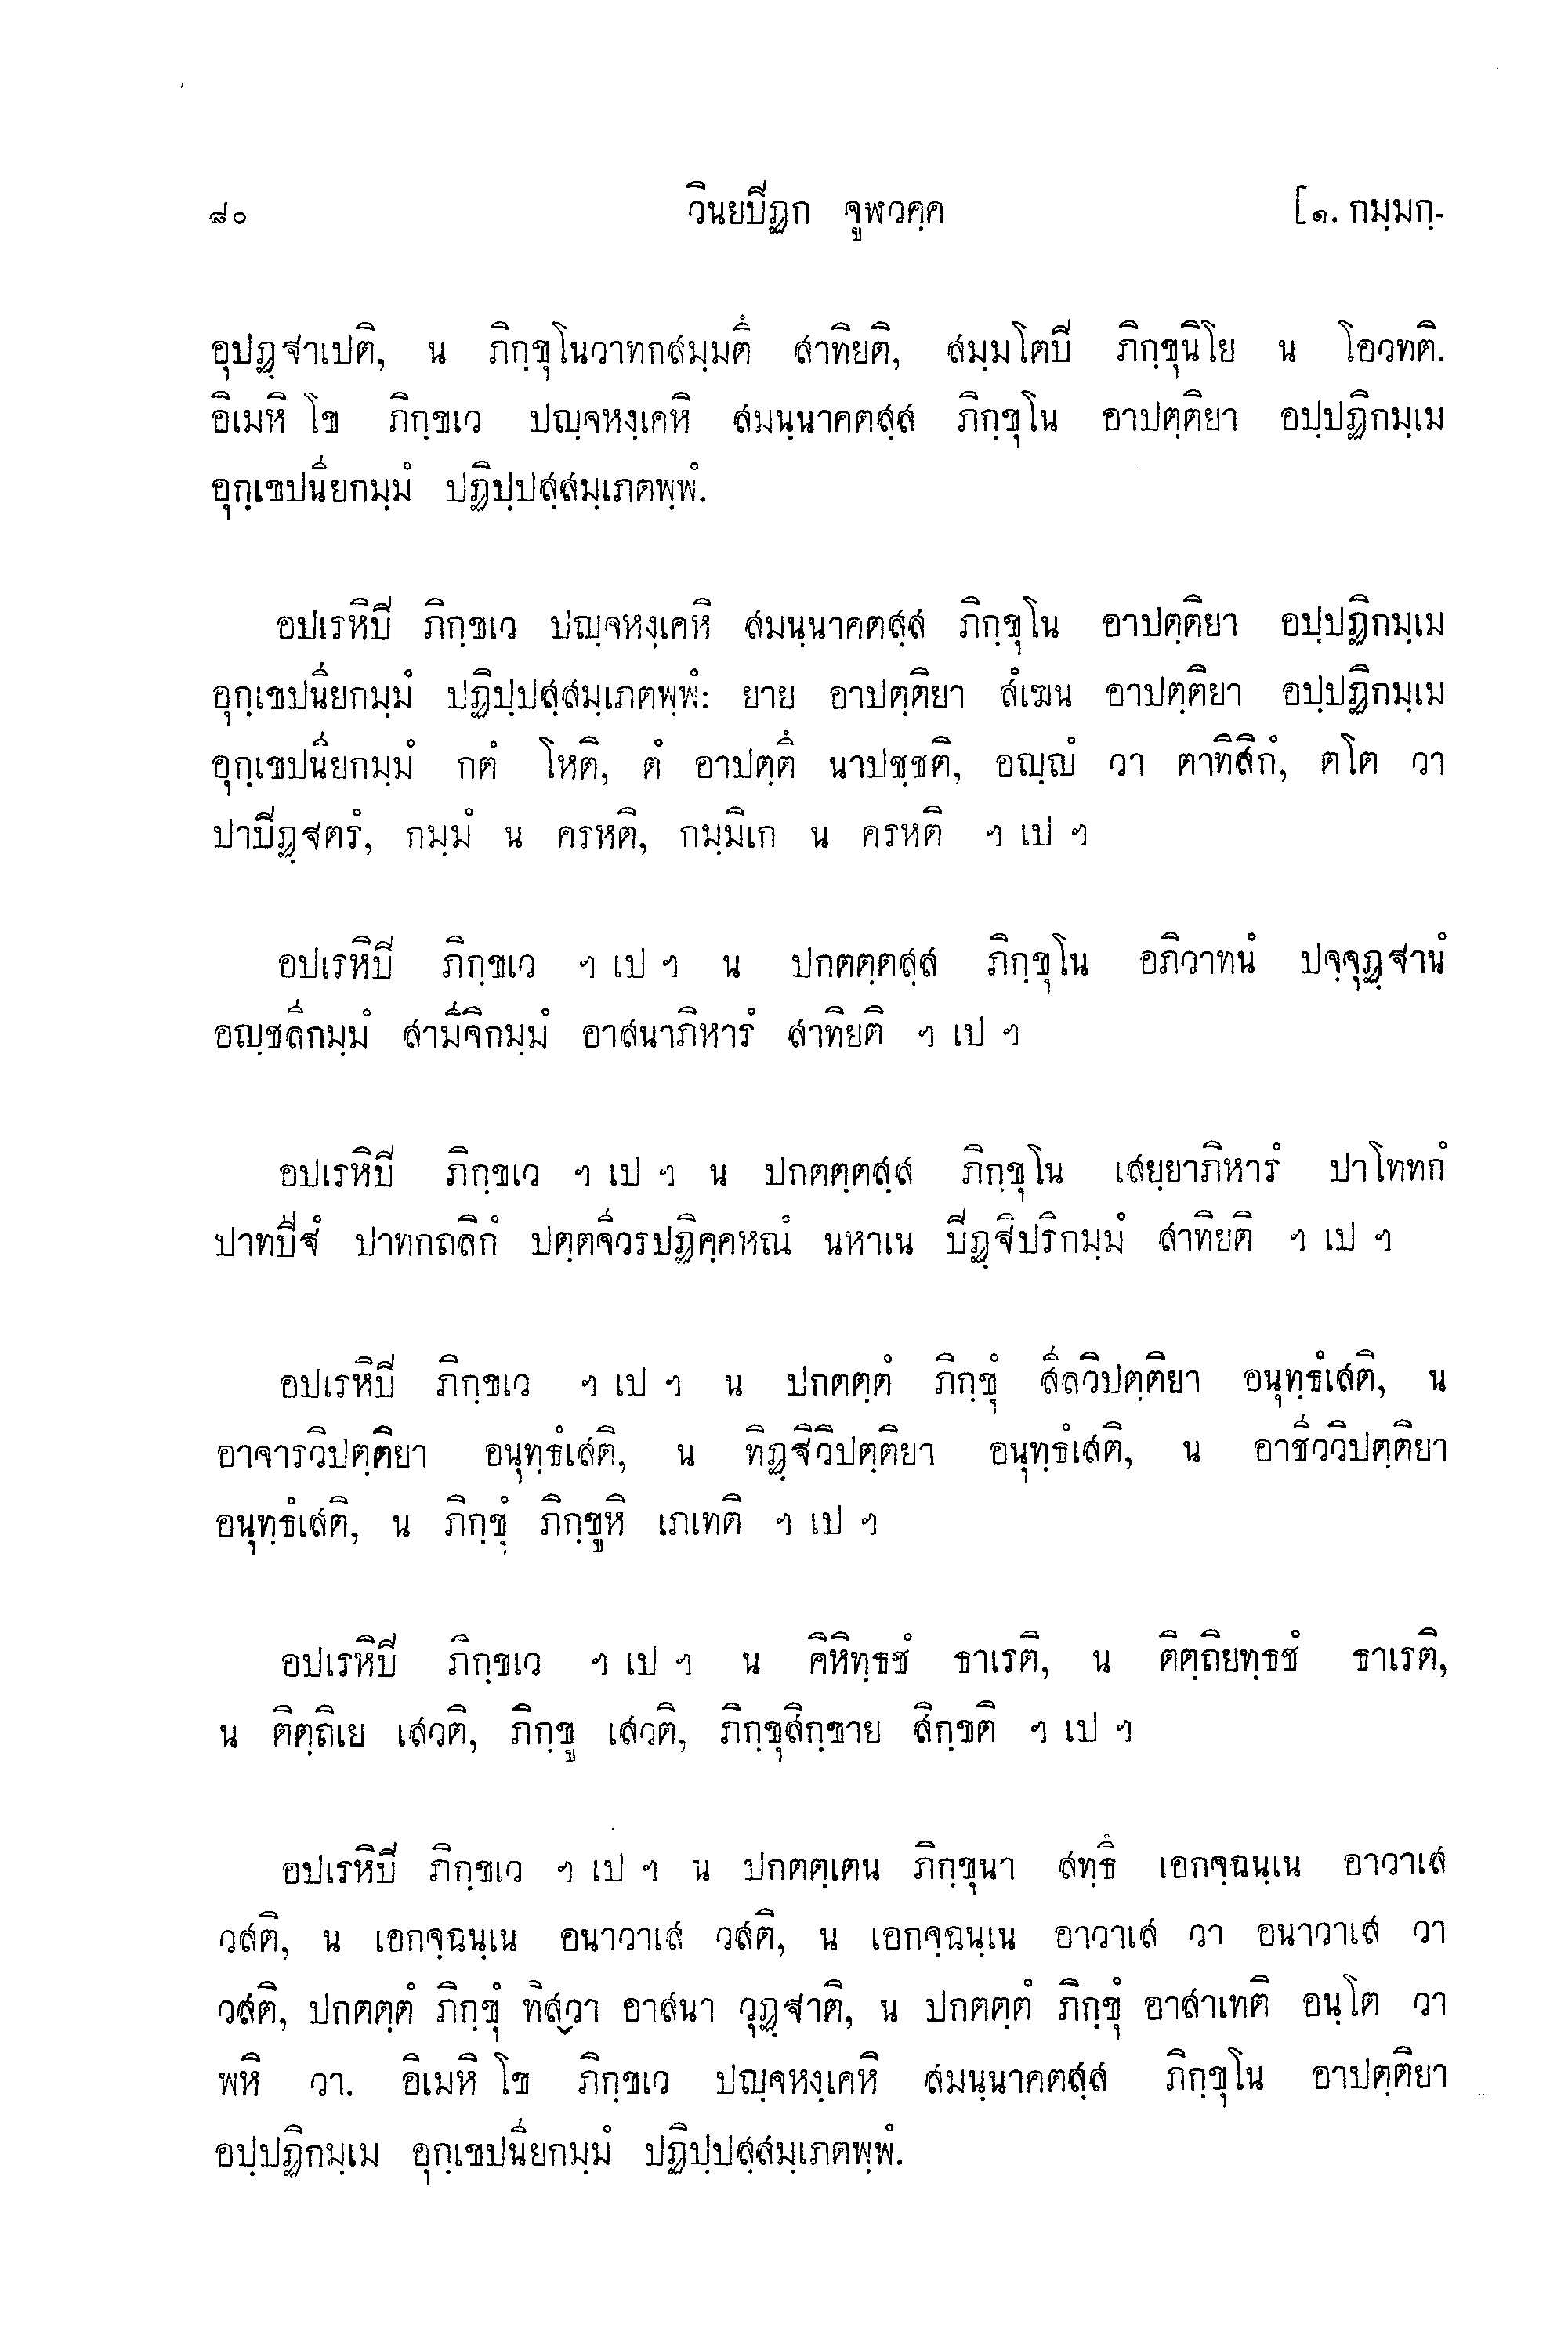 ๘๐ วินยปิฏก จูฬวคฺค [๑. กมฺมกฺ-
อุปฏฺฐาเปติ, น ภิกฺขุโนวาทกสมฺมตึ สาทิยติ, สมฺมโตปิ ภิกฺขุนิโย น โอวทติ.
อิเมหิ โข ภิกฺขเว ปญฺจหงฺเคหิ สมนฺนาคตสฺส ภิกฺขุโน อาปตฺติยา อปฺปฏิกมฺเม
อุกฺเขปนียกมฺมํ ปฏิปฺปสฺสมฺเภตพฺพํ.
อปเรหิปิ ภิกฺขเว ปญฺจหงฺเคหิ สมนฺนาคตสฺส ภิกฺขุโน อาปตฺติยา อปฺปฏิกมฺเม
อุกฺเขปนียกมฺมํ ปฏิปฺปสฺสมฺเภตพฺพํ: ยาย อาปตฺติยา สํเฆน อาปตฺติยา อปฺปฏิกมฺเม
อุกฺเขปนียกมฺมํ กตํ โหติ, ตํ อาปตฺตึ นาปชฺชติ, อญฺญํ วา ตาทิสิกํ, ตโต วา
ปาปิฏฺฐตรํ, กมฺมํ น ครหติ, กมฺมิเก น ครหติ ฯ เป ฯ
อปเรหิปิ ภิกฺขเว ฯ เป ฯ น ปกตตฺตสฺส ภิกฺขุโน อภิวาทนํ ปจฺจุฏฺฐานํ
อญฺชลีกมฺมํ สามีจิกมฺมํ อาสนาภิหารํ สาทิยติ ฯ เป ฯ
อปเรหิปิ ภิกฺขเว ฯ เป ฯ น ปกตตฺตสฺส ภิกฺขุโน เสยฺยาภิหารํ ปาโททกํ
ปาทปีฐํ ปาทกถลิกํ ปตฺตจีวรปฏิคฺคหณํ นหาเน ปิฏฺฐิปริกมฺมํ สาทิยติ ฯ เป ฯ
อปเรหิปิ ภิกฺขเว ฯ เป ฯ น ปกตตฺตํ ภิกฺขุํ สีลวิปตฺติยา อนุทฺธํเสติ, น
อาจารวิปตฺติยา อนุทฺธํเสติ, น ทิฏฺฐิวิปตฺติยา อนุทฺธํเสติ, น อาชีววิปตฺติยา
อนุทฺธํเสติ, น ภิกฺขุํ ภิกฺขูหิ เภเทติ ฯ เป ฯ
อปเรหิปิ ภิกฺขเว ฯ เป ฯ น คิหิทฺธชํ ธาเรติ, น ติตฺถิยทฺธชํ ธาเรติ,
น ติตฺถิเย เสวติ, ภิกฺขู เสวติ, ภิกฺขุสิกฺขาย สิกฺขติ ฯ เป ฯ
อปเรหิปิ ภิกฺขเว ฯ เป ฯ น ปกตตฺเตน ภิกฺขุนา สทฺธึ เอกจฺฉนฺเน อาวาเส
วสติ, น เอกจฺฉนฺเน อนาวาเส วสติ, น เอกจฺฉนฺเน อาวาเส วา อนาวาเส วา
วสติ, ปกตตฺตํ ภิกฺขุํ ทิสฺวา อาสนา วุฏฺฐาติ, น ปกตตฺตํ ภิกฺขุํ อาสาเทติ อนฺโต วา
พหิ วา. อิเมหิ โข ภิกฺขเว ปญฺจหงฺเคหิ สมนฺนาคตสฺส ภิกฺขุโน อาปตฺติยา
อปฺปฏิกมฺเม อุกฺเขปนียกมฺมํ ปฏิปฺปสฺสมฺเภตพฺพํ.